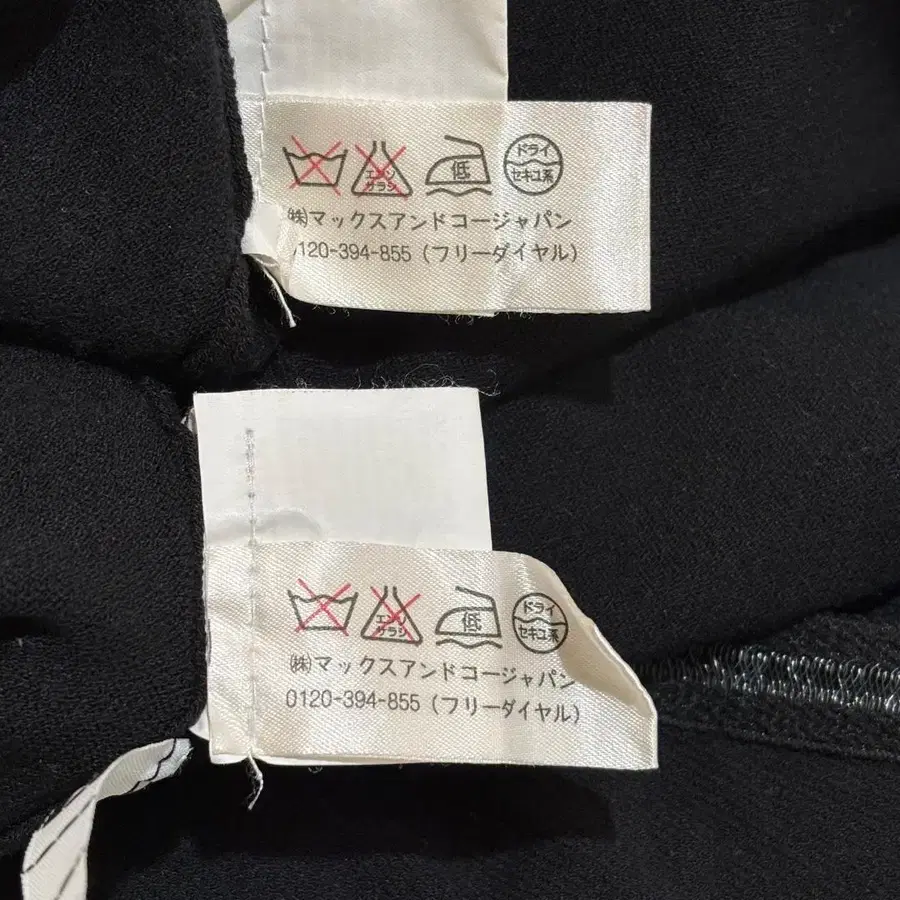 エンソ サラシ 低 ドライ セキユ系
㈱マックスアンドコージャパン
0120-394-855（フリーダイヤル）
エンソ サラシ 低 ドライ セキユ系
㈱マックスアンドコージャパン
0120-394-855（フリーダイヤル）